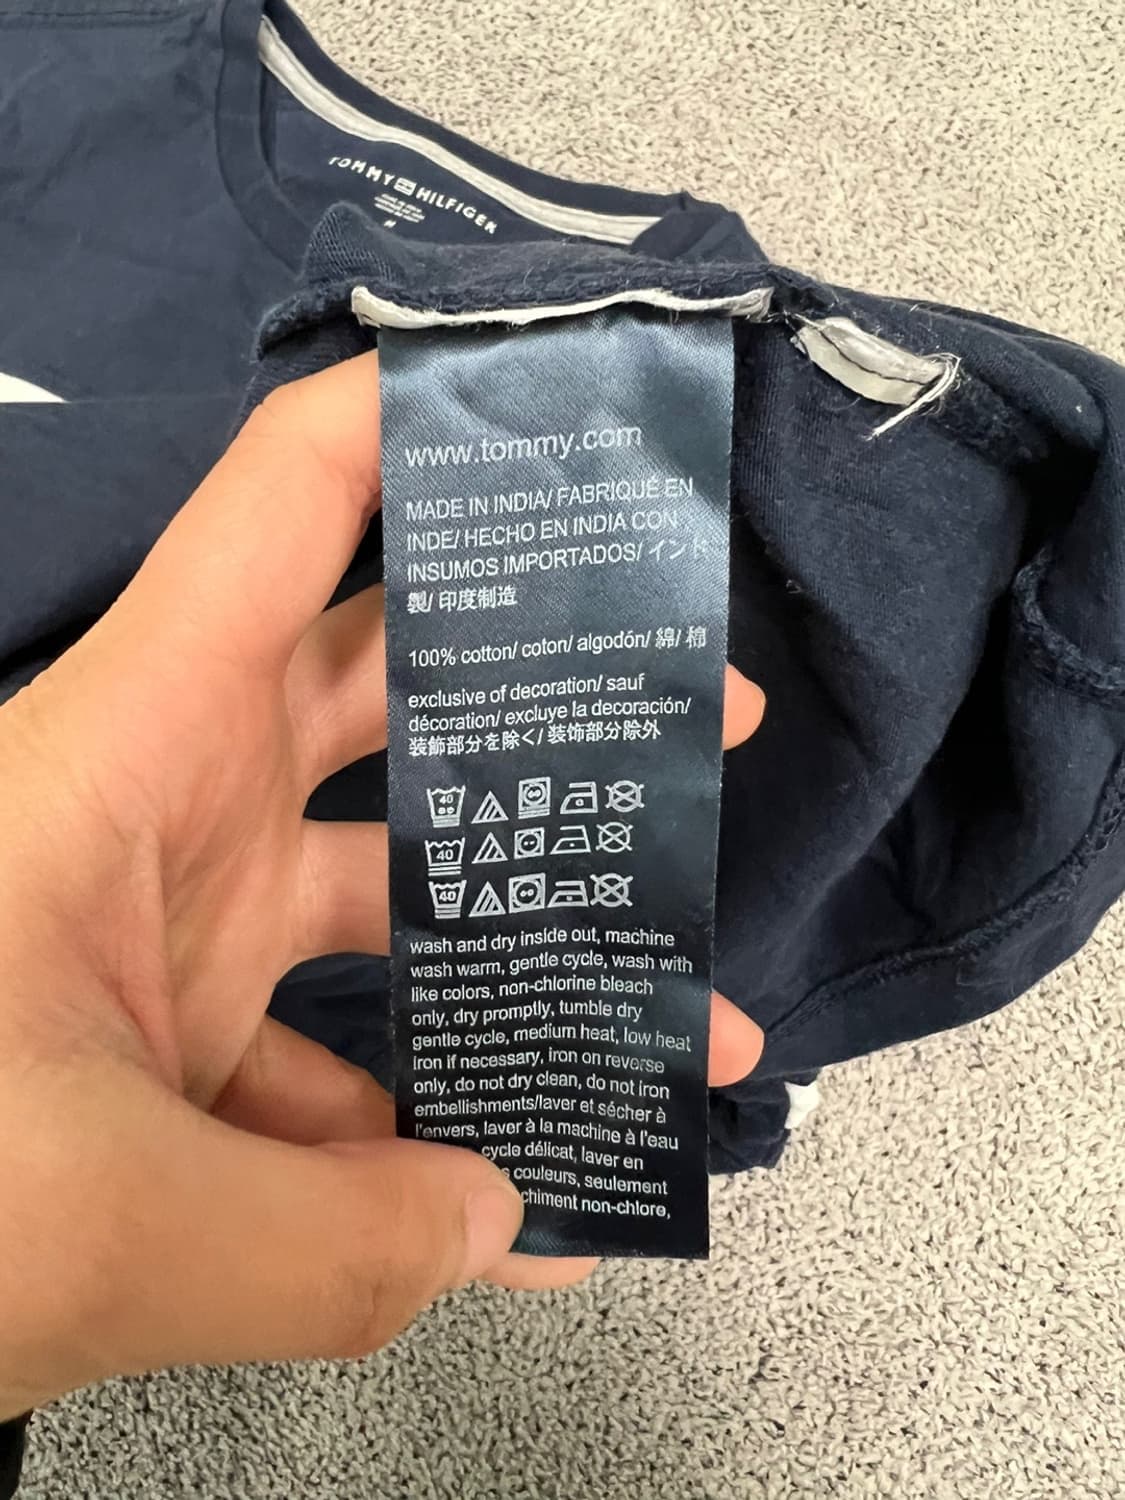 TOMMY HILFIGER
M
www.tommy.com
MADE IN INDIA/ FABRIQUÉ EN
INDE/ HECHO EN INDIA CON
INSUMOS IMPORTADOS/ インド
製/ 印度制造
100% cotton/ coton/ algodón/ 綿/ 棉
exclusive of decoration/ sauf
décoration/ excluye la decoración/
装飾部分を除く/ 装饰部分除外
40
40
40
wash and dry inside out, machine
wash warm, gentle cycle, wash with
like colors, non-chlorine bleach
only, dry promptly, tumble dry
gentle cycle, medium heat, low heat
iron if necessary, iron on reverse
only, do not dry clean, do not iron
embellishments/laver et sécher à
l'envers, laver à la machine à l'eau
cycle délicat, laver en
couleurs, seulement
chiment non-chlore,